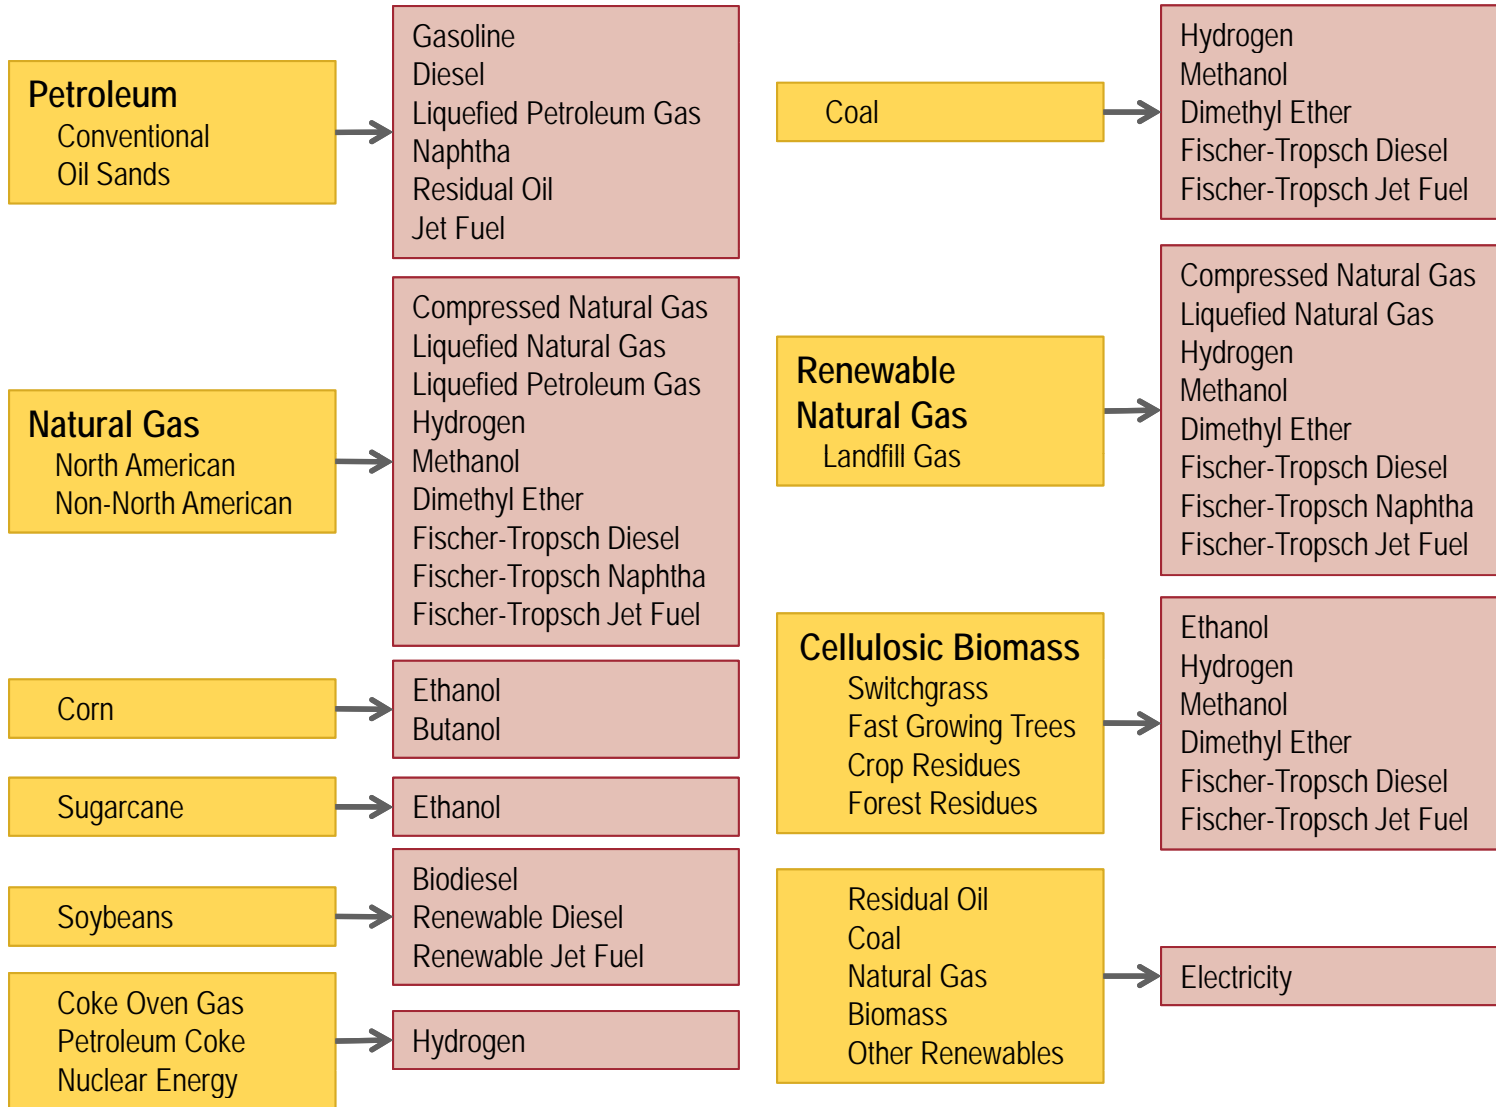 Petroleum
Conventional
Oil Sands
Gasoline
Diesel
Liquefied Petroleum Gas
Naphtha
Residual Oil
Jet Fuel
Natural Gas
North American
Non-North American
Compressed Natural Gas
Liquefied Natural Gas
Liquefied Petroleum Gas
Hydrogen
Methanol
Dimethyl Ether
Fischer-Tropsch Diesel
Fischer-Tropsch Naphtha
Fischer-Tropsch Jet Fuel
Corn
Ethanol
Butanol
Sugarcane
Ethanol
Soybeans
Biodiesel
Renewable Diesel
Renewable Jet Fuel
Coke Oven Gas
Petroleum Coke
Nuclear Energy
Hydrogen
Coal
Hydrogen
Methanol
Dimethyl Ether
Fischer-Tropsch Diesel
Fischer-Tropsch Jet Fuel
Renewable
Natural Gas
Landfill Gas
Compressed Natural Gas
Liquefied Natural Gas
Hydrogen
Methanol
Dimethyl Ether
Fischer-Tropsch Diesel
Fischer-Tropsch Naphtha
Fischer-Tropsch Jet Fuel
Cellulosic Biomass
Switchgrass
Fast Growing Trees
Crop Residues
Forest Residues
Ethanol
Hydrogen
Methanol
Dimethyl Ether
Fischer-Tropsch Diesel
Fischer-Tropsch Jet Fuel
Residual Oil
Coal
Natural Gas
Biomass
Other Renewables
Electricity